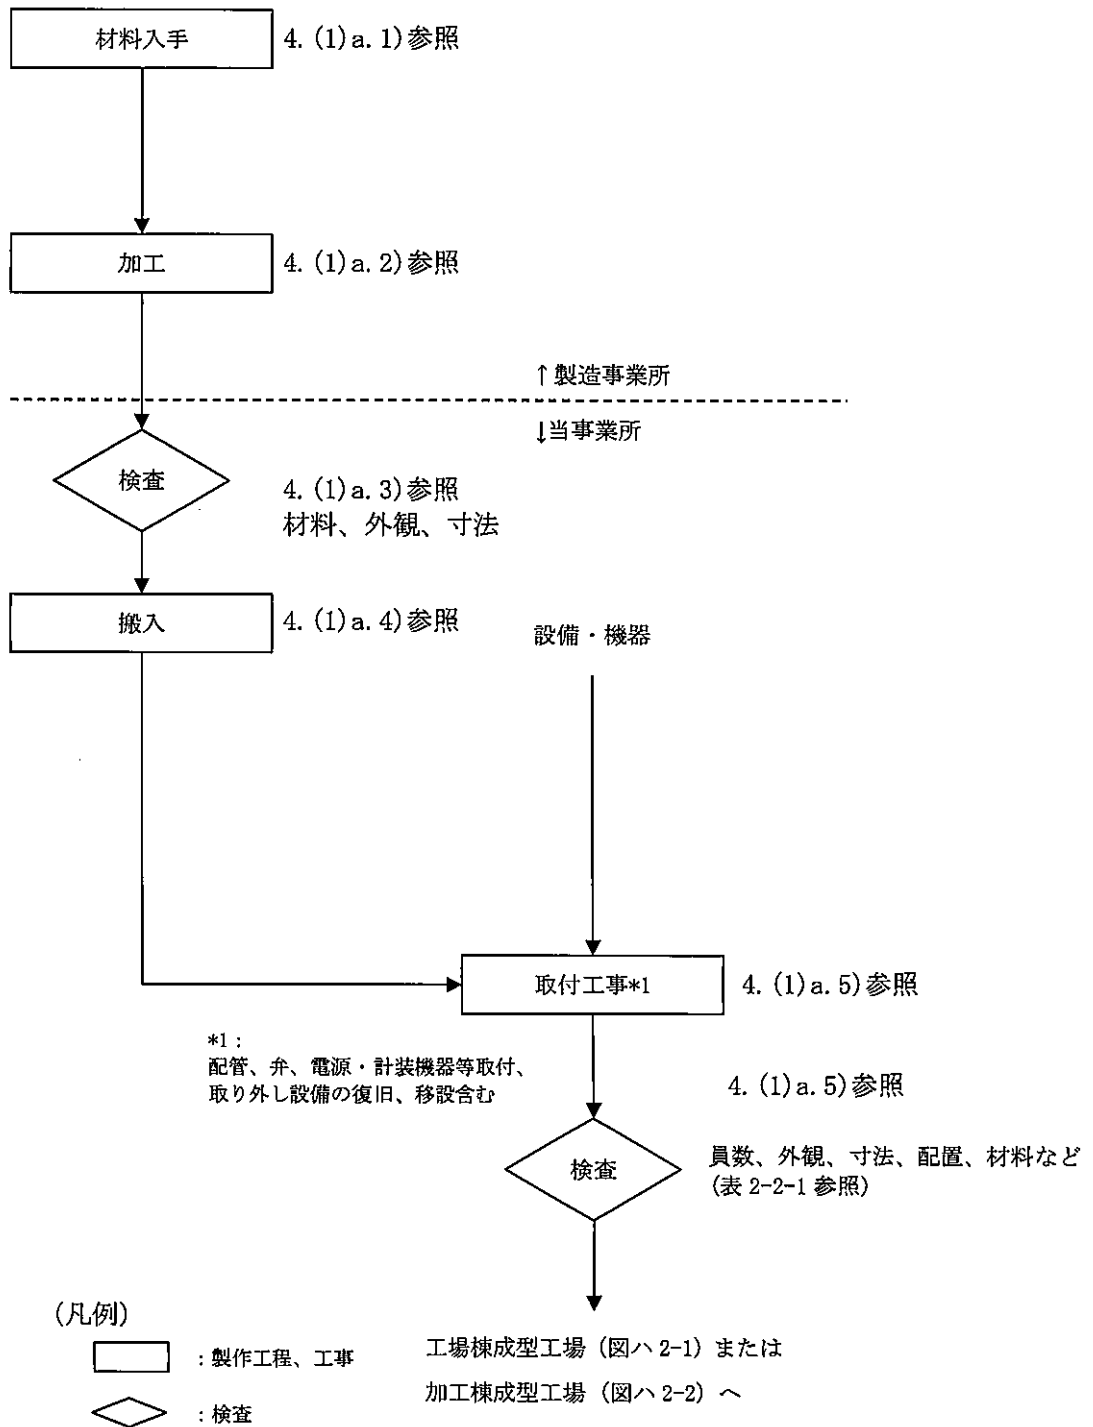 材料入手
4. (1)a. 1)参照
加工
4. (1)a. 2)参照
↑製造事業所
↓当事業所
検査
4. (1)a. 3)参照
材料、外観、寸法
搬入
4. (1)a. 4)参照
設備・機器
取付工事*1
4. (1)a. 5)参照
*1：
配管、弁、電源・計装機器等取付、
取り外し設備の復旧、移設含む
4. (1)a. 5)参照
検査
員数、外観、寸法、配置、材料など
(表 2-2-1 参照)
(凡例)
：製作工程、工事
：検査
工場棟成型工場（図ハ 2-1）または
加工棟成型工場（図ハ 2-2）へ